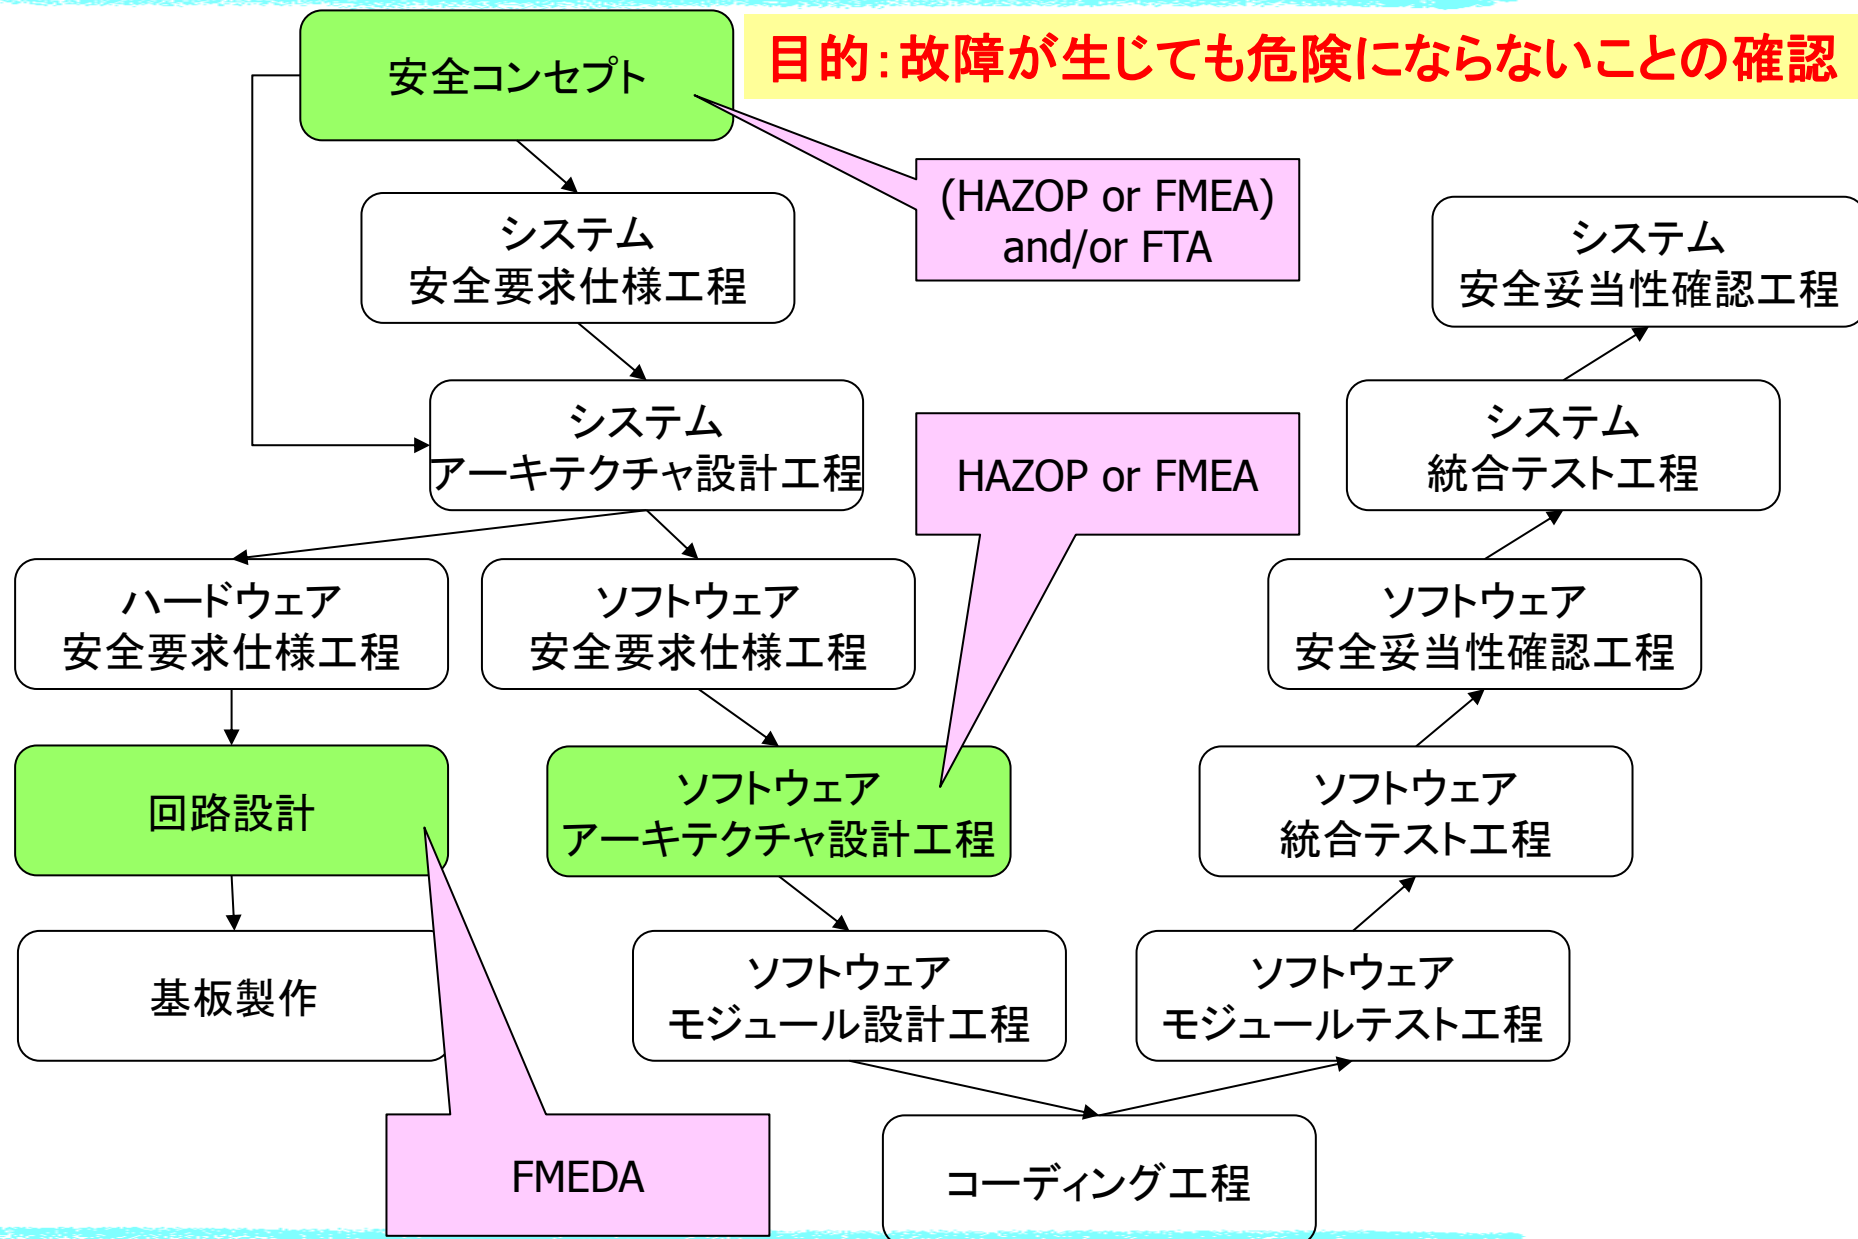 安全コンセプト
目的：故障が生じても危険にならないことの確認
(HAZOP or FMEA)
and/or FTA
システム
安全要求仕様工程
システム
安全妥当性確認工程
システム
アーキテクチャ設計工程
HAZOP or FMEA
システム
統合テスト工程
ハードウェア
安全要求仕様工程
ソフトウェア
安全要求仕様工程
ソフトウェア
安全妥当性確認工程
回路設計
ソフトウェア
アーキテクチャ設計工程
ソフトウェア
統合テスト工程
基板製作
ソフトウェア
モジュール設計工程
ソフトウェア
モジュールテスト工程
FMEDA
コーディング工程